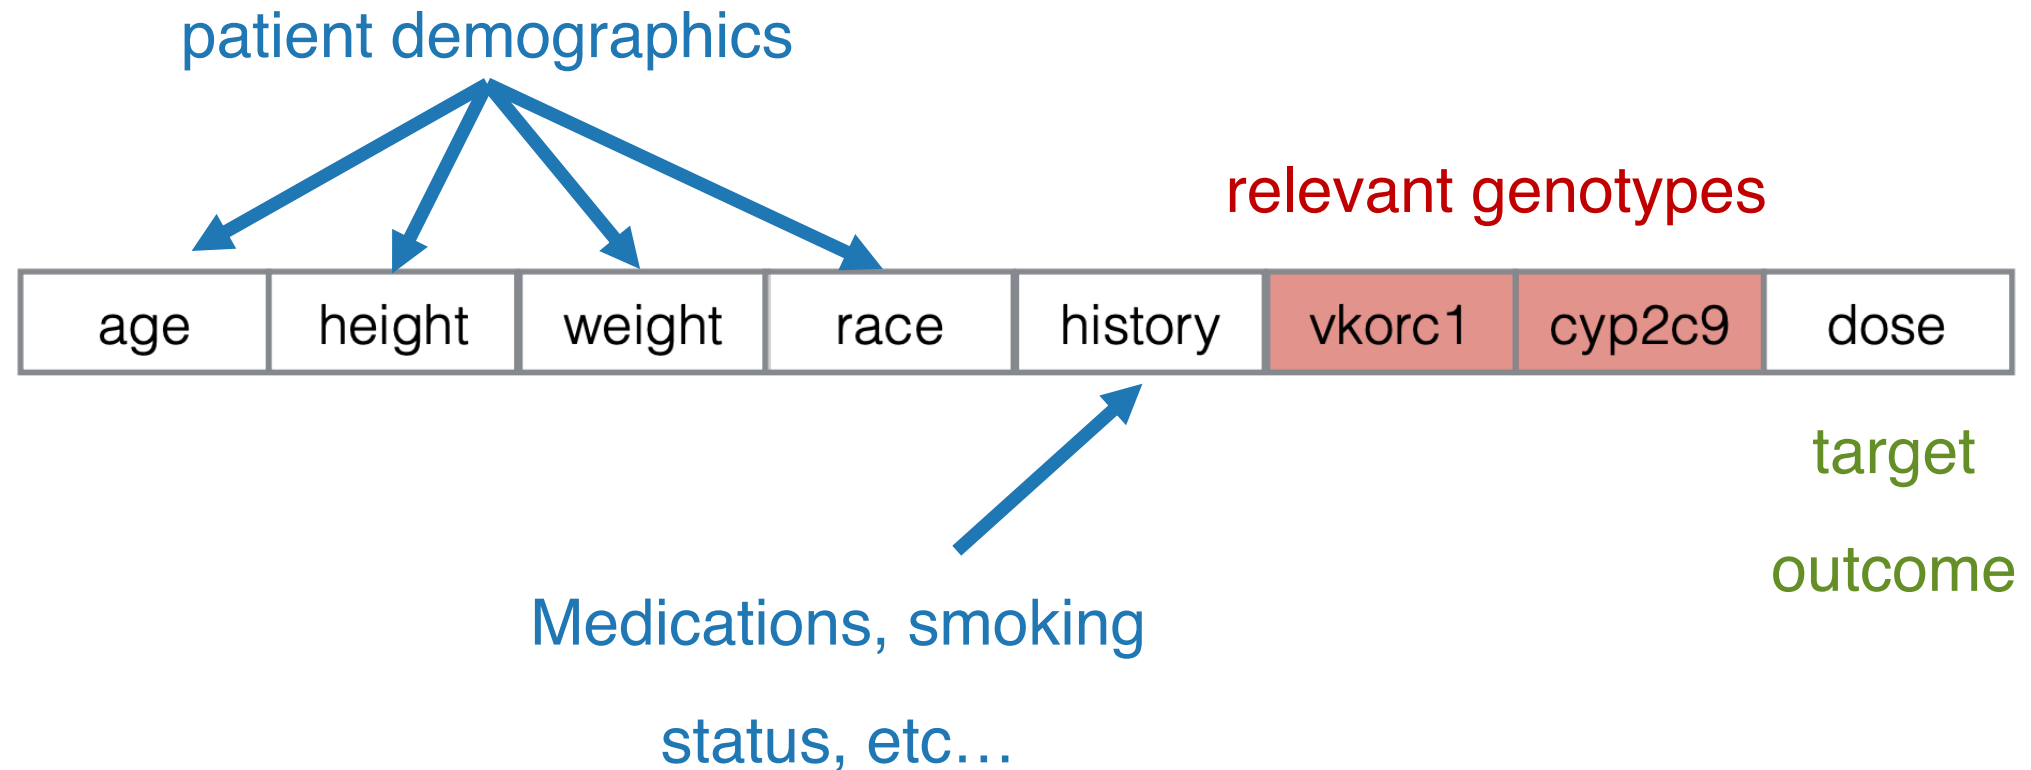 patient demographics
relevant genotypes
age height weight race history vkorc1 cyp2c9 dose
target
outcome
Medications, smoking
status, etc…